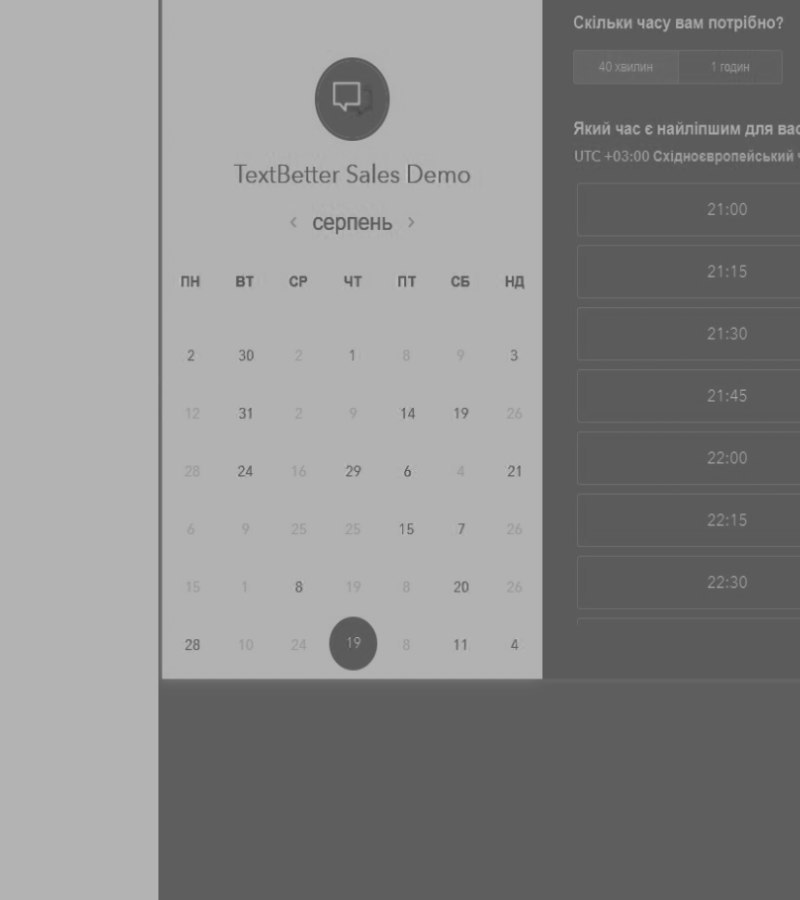 TextBetter Sales Demo
< серпень >
ПН ВТ СР ЧТ ПТ СБ НД
2 30 2 1 8 9 3
12 31 2 9 14 19 26
28 24 16 29 6 4 21
6 9 25 25 15 7 26
15 1 8 19 8 20 26
28 10 24 19 8 11 4
Скільки часу вам потрібно?
40 хвилин 1 годин
Який час є найліпшим для вас
UTC +03:00 Східноєвропейський
21:00
21:15
21:30
21:45
22:00
22:15
22:30